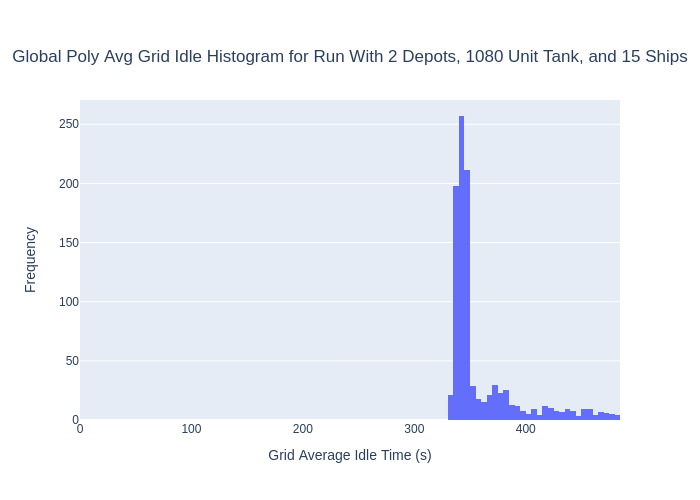 Global Poly Avg Grid Idle Histogram for Run With 2 Depots, 1080 Unit Tank, and 15 Ships
250
200
150
100
50
0
Frequency
0 100 200 300 400
Grid Average Idle Time (s)